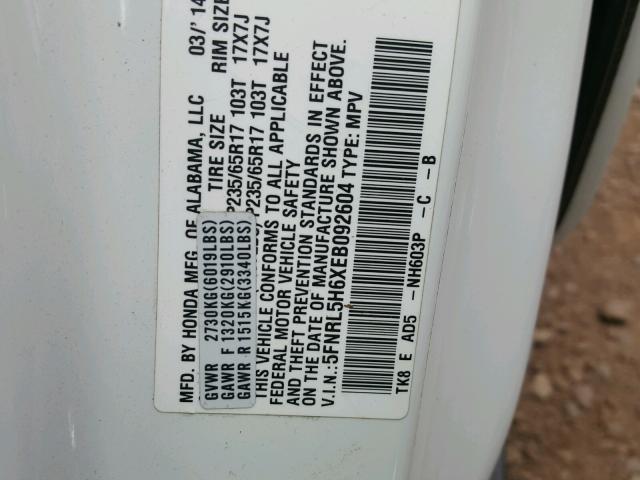 MFD. BY HONDA MFG. OF ALABAMA, LLC 03/'14
TIRE SIZE RIM SIZE
GVWR 2730KG(6019LBS)
GAWR F 1320KG(2910LBS) P235/65R17 103T 17X7J
GAWR R 1515KG(3340LBS) P235/65R17 103T 17X7J
THIS VEHICLE CONFORMS TO ALL APPLICABLE
FEDERAL MOTOR VEHICLE SAFETY
AND THEFT PREVENTION STANDARDS IN EFFECT
ON THE DATE OF MANUFACTURE SHOWN ABOVE.
V.I.N.: 5FNRL5H6XEB092604 TYPE: MPV
TK8 E AD5 - NH603P - C - B